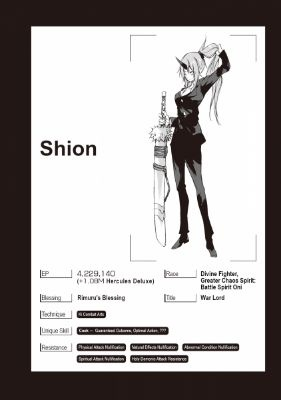 Shion
EP
4,229,140
(+1.08M Hercules Deluxe)
Race
Divine Fighter,
Greater Chaos Spirit:
Battle Spirit Oni
Blessing
Rimuru's Blessing
Title
War Lord
Technique
Ki Combat Arts
Unique Skill
Cook — Guaranteed Outcome, Optimal Action, ???
Resistance
Physical Attack Nullification
Natural Effects Nullification
Abnormal Condition Nullification
Spiritual Attack Nullification
Holy-Demonic Attack Resistance